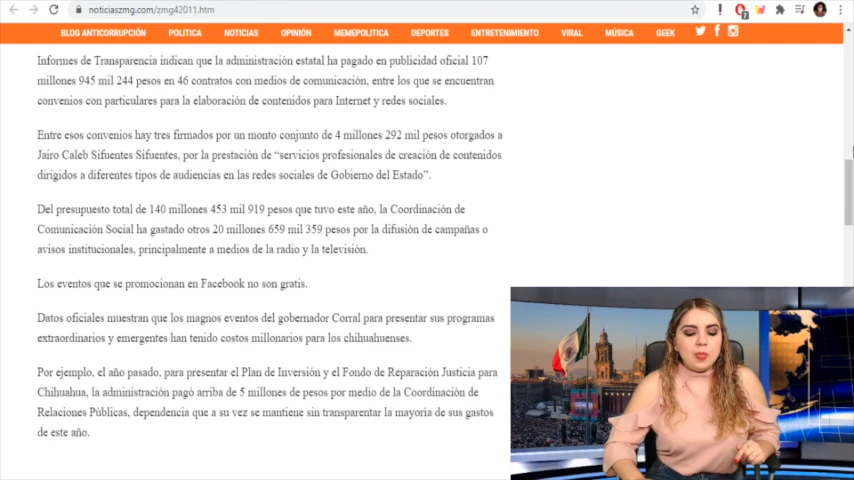 noticiaszmg.com/zmg42011.htm
7
BLOG ANTICORRUPCIÓN POLITICA NOTICIAS OPINIÓN MEMEPOLITICA DEPORTES ENTRETENIMIENTO VIRAL MÚSICA GEEK
Informes de Transparencia indican que la administración estatal ha pagado en publicidad oficial 107
millones 945 mil 244 pesos en 46 contratos con medios de comunicación, entre los que se encuentran
convenios con particulares para la elaboración de contenidos para Internet y redes sociales.
Entre esos convenios hay tres firmados por un monto conjunto de 4 millones 292 mil pesos otorgados a
Jairo Caleb Sifuentes Sifuentes, por la prestación de “servicios profesionales de creación de contenidos
dirigidos a diferentes tipos de audiencias en las redes sociales de Gobierno del Estado”.
Del presupuesto total de 140 millones 453 mil 919 pesos que tuvo este año, la Coordinación de
Comunicación Social ha gastado otros 20 millones 659 mil 359 pesos por la difusión de campañas o
avisos institucionales, principalmente a medios de la radio y la televisión.
Los eventos que se promocionan en Facebook no son gratis.
Datos oficiales muestran que los magnos eventos del gobernador Corral para presentar sus programas
extraordinarios y emergentes han tenido costos millonarios para los chihuahuenses.
Por ejemplo, el año pasado, para presentar el Plan de Inversión y el Fondo de Reparación Justicia para
Chihuahua, la administración pagó arriba de 5 millones de pesos por medio de la Coordinación de
Relaciones Públicas, dependencia que a su vez se mantiene sin transparentar la mayoría de sus gastos
de este año.